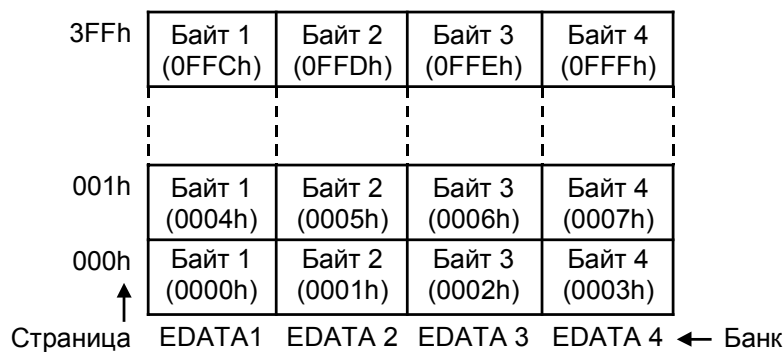 3FFh Байт 1 Байт 2 Байт 3 Байт 4
(0FFCh) (0FFDh) (0FFEh) (0FFFh)
001h Байт 1 Байт 2 Байт 3 Байт 4
(0004h) (0005h) (0006h) (0007h)
000h Байт 1 Байт 2 Байт 3 Байт 4
(0000h) (0001h) (0002h) (0003h)
Страница EDATA1 EDATA 2 EDATA 3 EDATA 4 Банк